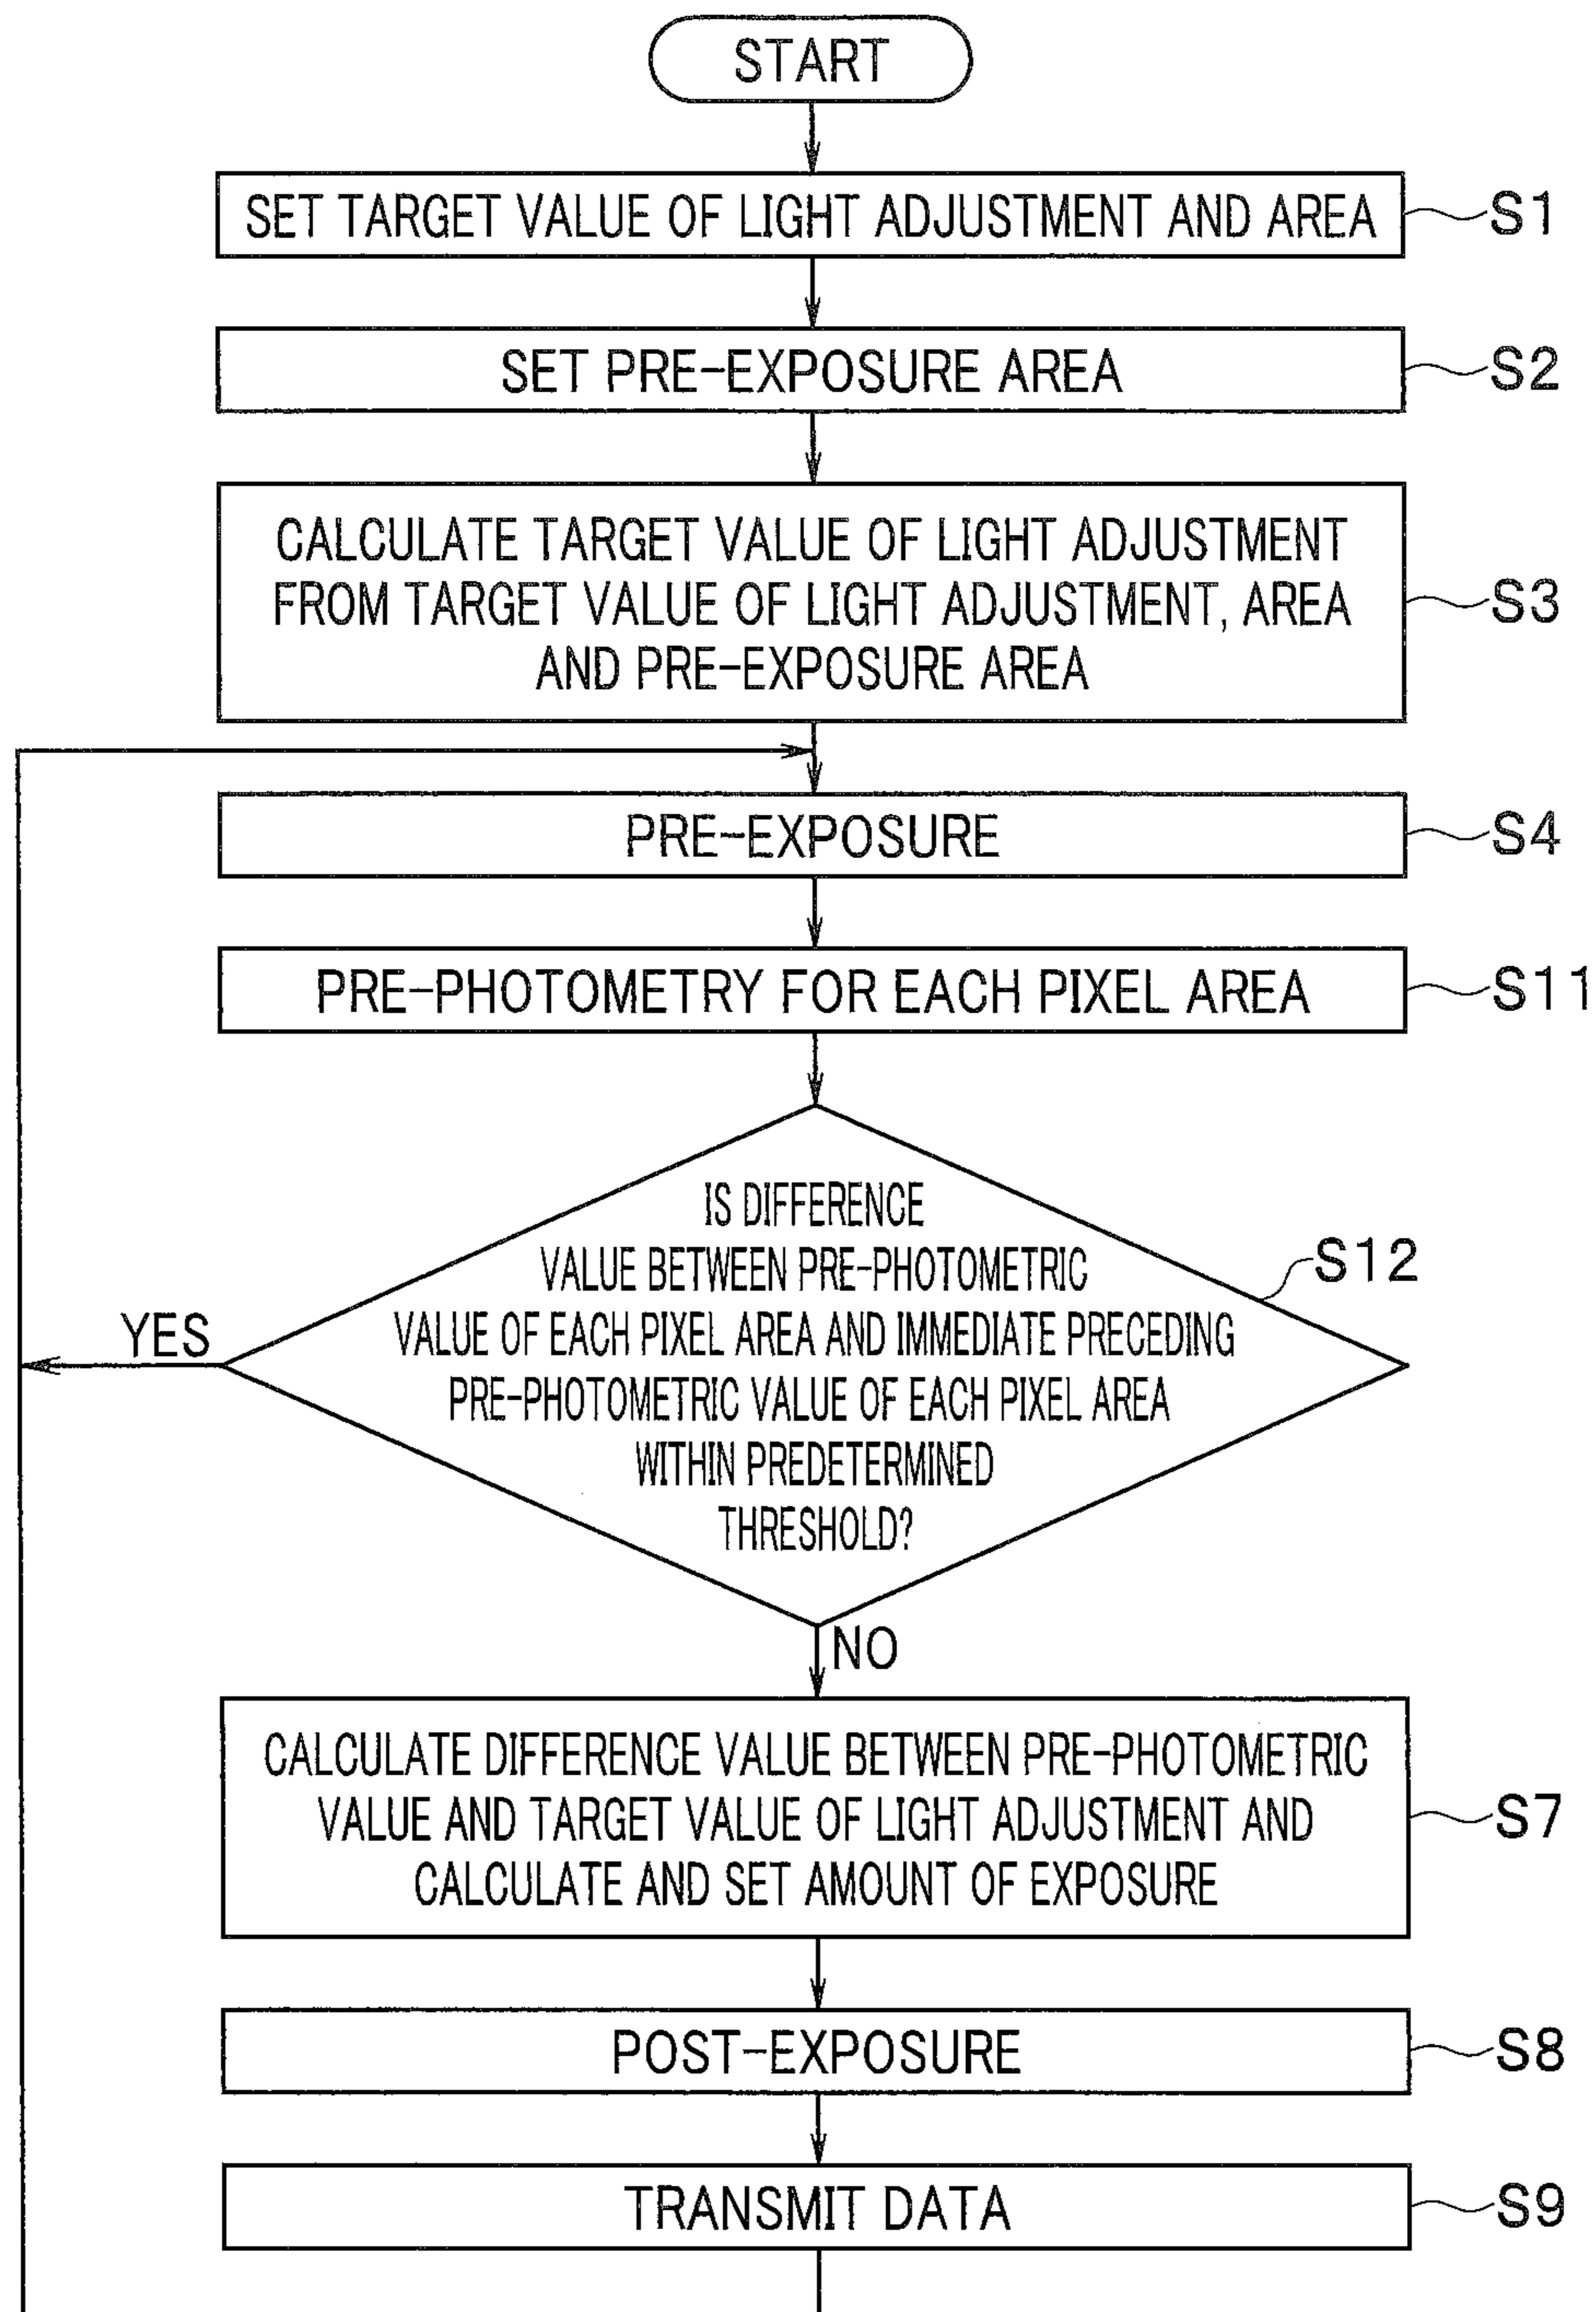 START
SET TARGET VALUE OF LIGHT ADJUSTMENT AND AREA
S1
SET PRE-EXPOSURE AREA
S2
CALCULATE TARGET VALUE OF LIGHT ADJUSTMENT
FROM TARGET VALUE OF LIGHT ADJUSTMENT, AREA
AND PRE-EXPOSURE AREA
S3
PRE-EXPOSURE
S4
PRE-PHOTOMETRY FOR EACH PIXEL AREA
S11
IS DIFFERENCE
VALUE BETWEEN PRE-PHOTOMETRIC
VALUE OF EACH PIXEL AREA AND IMMEDIATE PRECEDING
PRE-PHOTOMETRIC VALUE OF EACH PIXEL AREA
WITHIN PREDETERMINED
THRESHOLD?
S12
YES
NO
CALCULATE DIFFERENCE VALUE BETWEEN PRE-PHOTOMETRIC
VALUE AND TARGET VALUE OF LIGHT ADJUSTMENT AND
CALCULATE AND SET AMOUNT OF EXPOSURE
S7
POST-EXPOSURE
S8
TRANSMIT DATA
S9